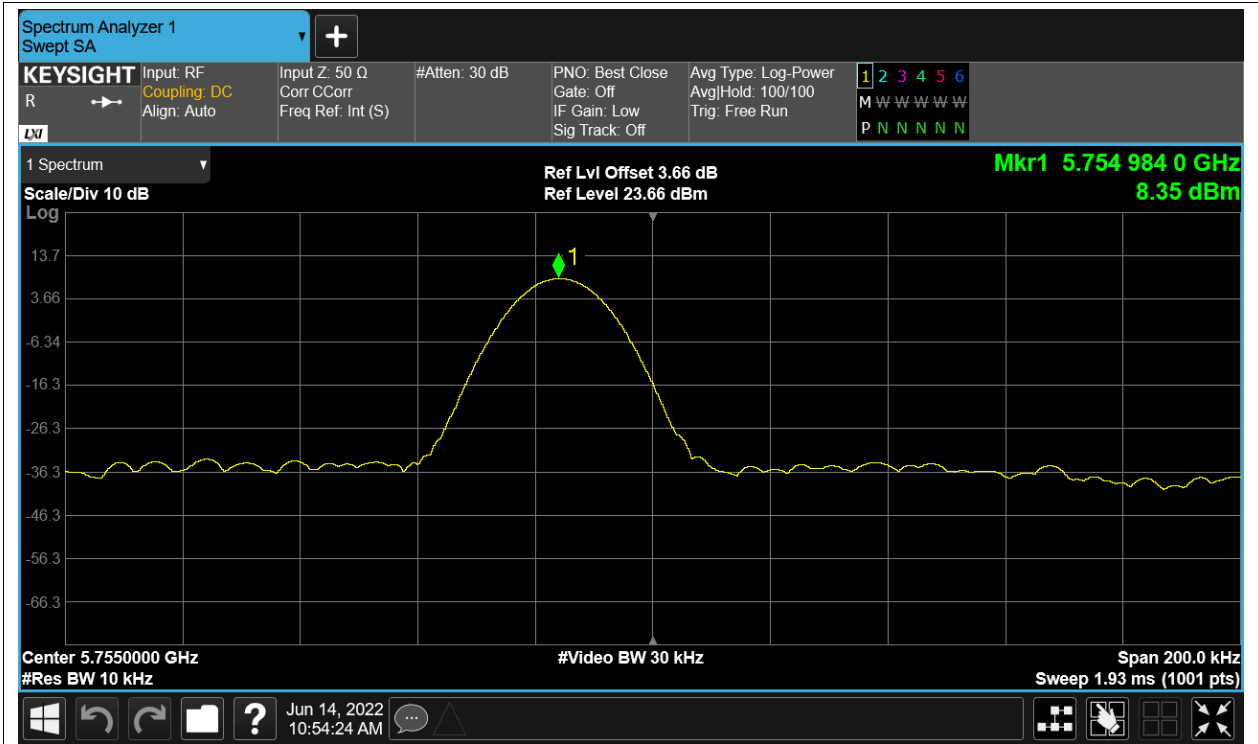 Spectrum Analyzer 1
Swept SA
KEYSIGHT
R
LXI
Input: RF
Coupling: DC
Align: Auto
Input Z: 50 Ω
Corr CCorr
Freq Ref: Int (S)
#Atten: 30 dB
PNO: Best Close
Gate: Off
IF Gain: Low
Sig Track: Off
Avg Type: Log-Power
Avg|Hold: 100/100
Trig: Free Run
1 2 3 4 5 6
M W W W W W W
P N N N N N
1 Spectrum
Scale/Div 10 dB
Log
Ref Lvl Offset 3.66 dB
Ref Level 23.66 dBm
Mkr1 5.754 984 0 GHz
8.35 dBm
1
13.7
3.66
-6.34
-16.3
-26.3
-36.3
-46.3
-56.3
-66.3
Center 5.7550000 GHz
#Res BW 10 kHz
#Video BW 30 kHz
Span 200.0 kHz
Sweep 1.93 ms (1001 pts)
?
Jun 14, 2022
10:54:24 AM